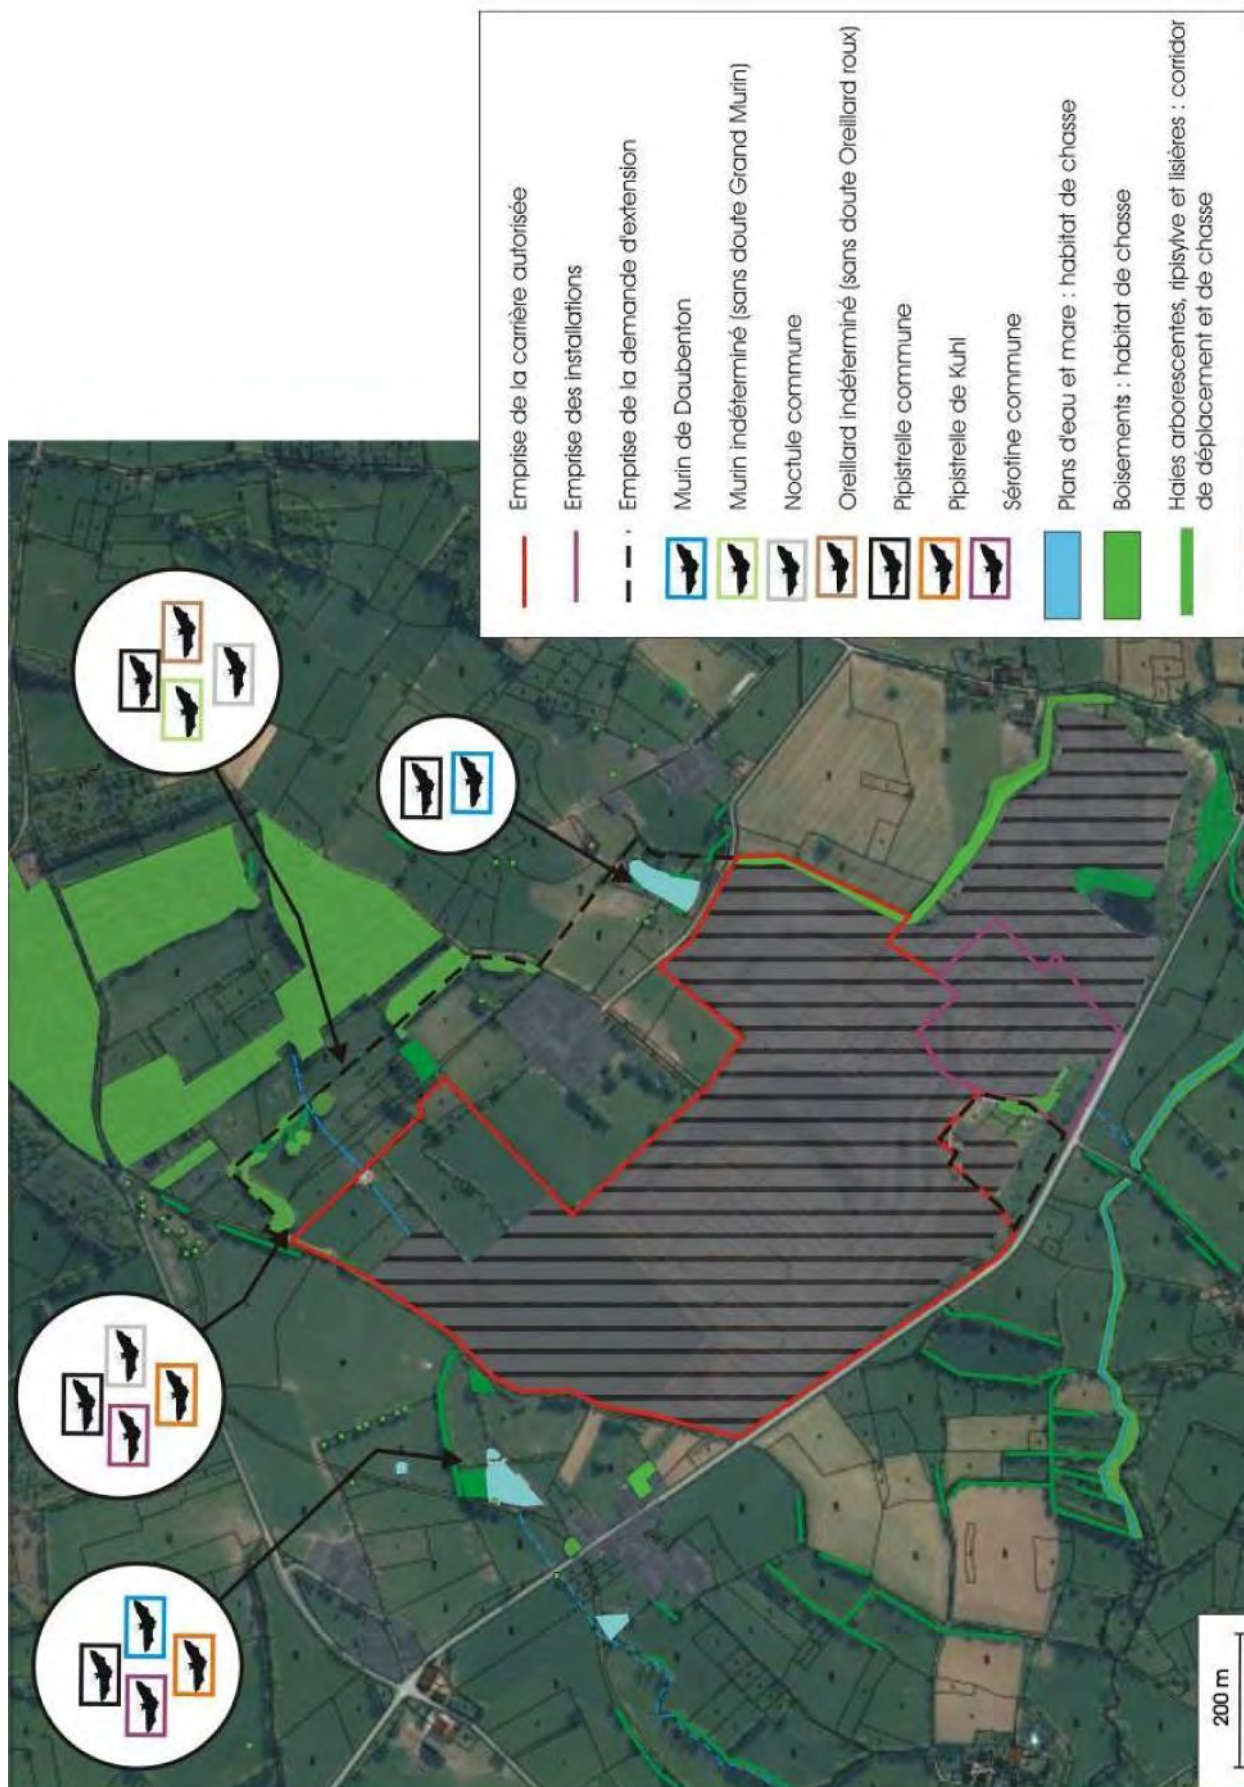 Emprise de la carrière autorisée
Emprise des installations
Emprise de la demande d'extension
Murin de Daubenton
Murin indéterminé (sans doute Grand Murin)
Noctule commune
Oreillard indéterminé (sans doute Oreillard roux)
Pipistrelle commune
Pipistrelle de Kuhl
Sérotine commune
Plans d'eau et mare : habitat de chasse
Boisements : habitat de chasse
Haies arborescentes, ripisylve et lisières : corridor
de déplacement et de chasse
200 m